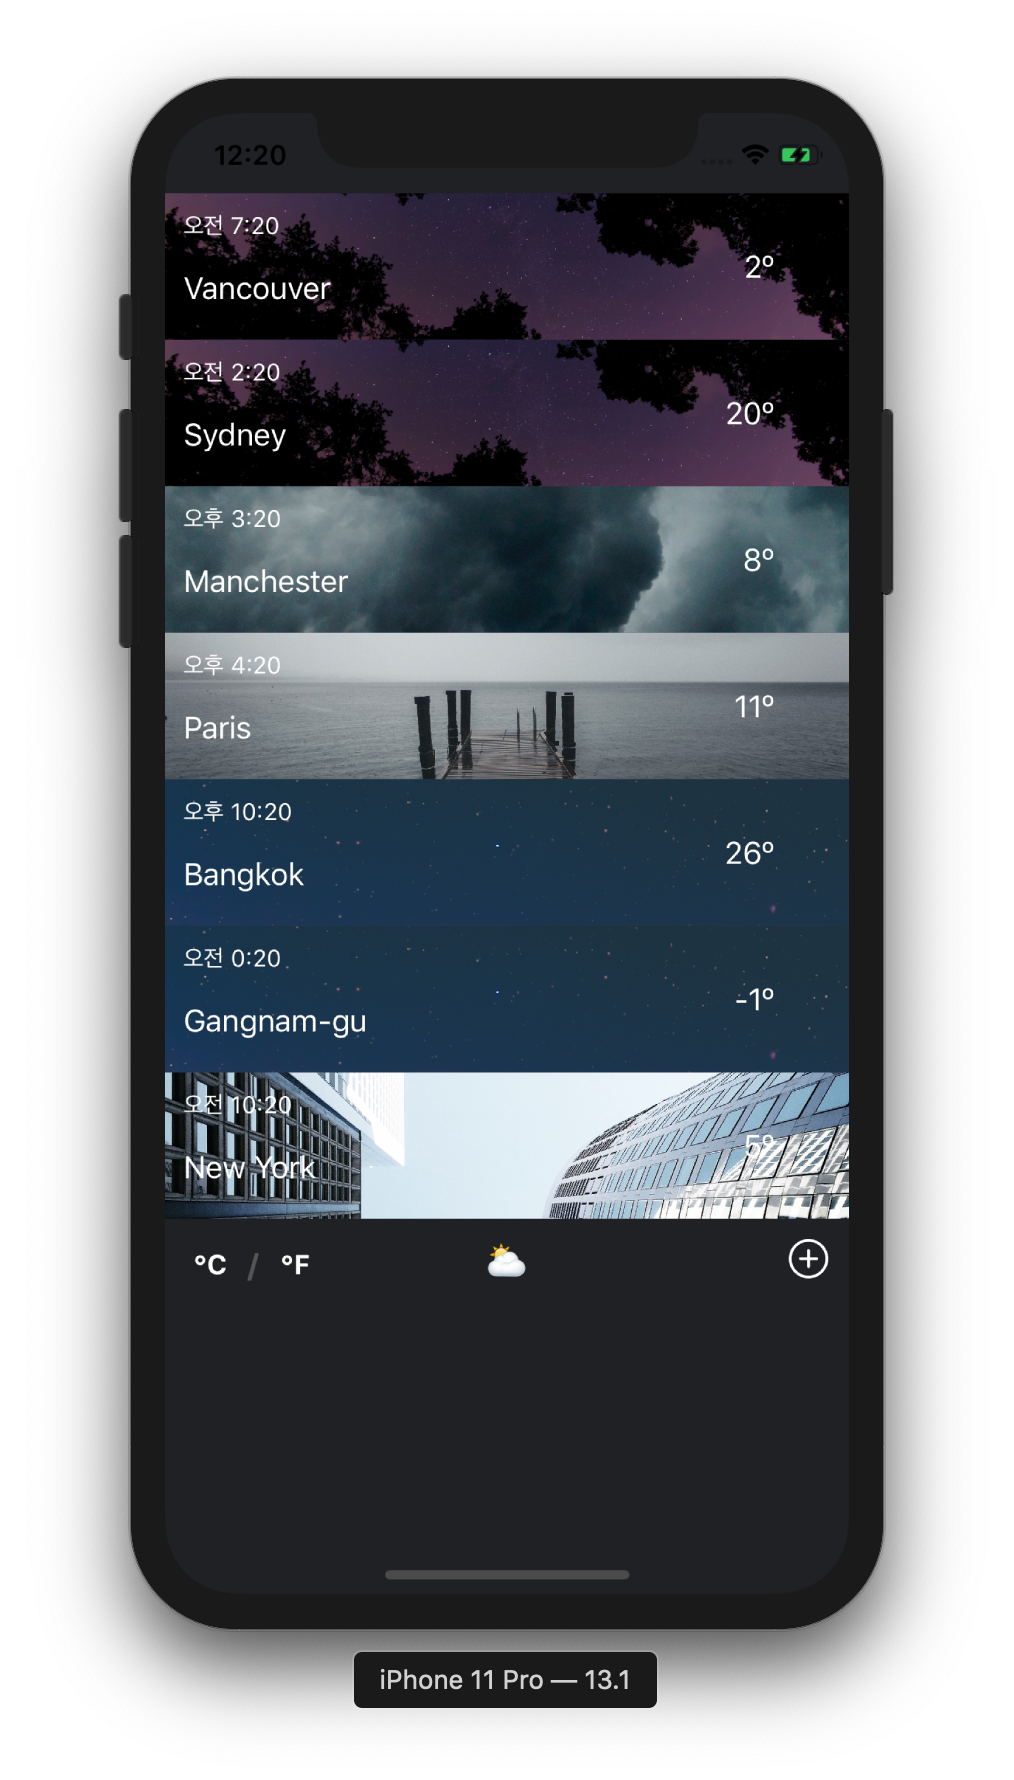 12:20
오전 7:20
Vancouver
2º
오전 2:20
Sydney
20º
오후 3:20
Manchester
8º
오후 4:20
Paris
11º
오후 10:20
Bangkok
26º
오전 0:20
Gangnam-gu
-1º
오전 10:20
New York
5º
°C / °F
iPhone 11 Pro — 13.1